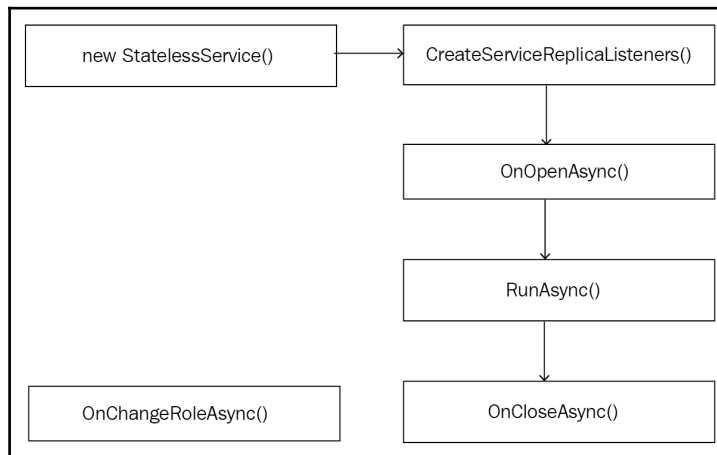 new StatelessService()
CreateServiceReplicaListeners()
OnOpenAsync()
RunAsync()
OnChangeRoleAsync()
OnCloseAsync()